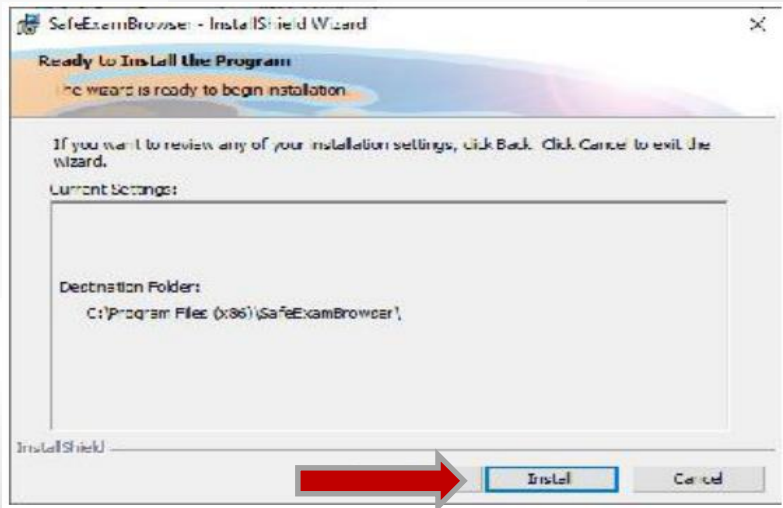 SafeExamBrowser - InstallShield Wizard
Ready to Install the Program
The wizard is ready to begin installation.
If you want to review any of your installation settings, click Back. Click Cancel to exit the
wizard.
Current Settings:
Destination Folder:
C:\Program Files (x86)\SafeExamBrowser\
InstallShield
Install
Cancel